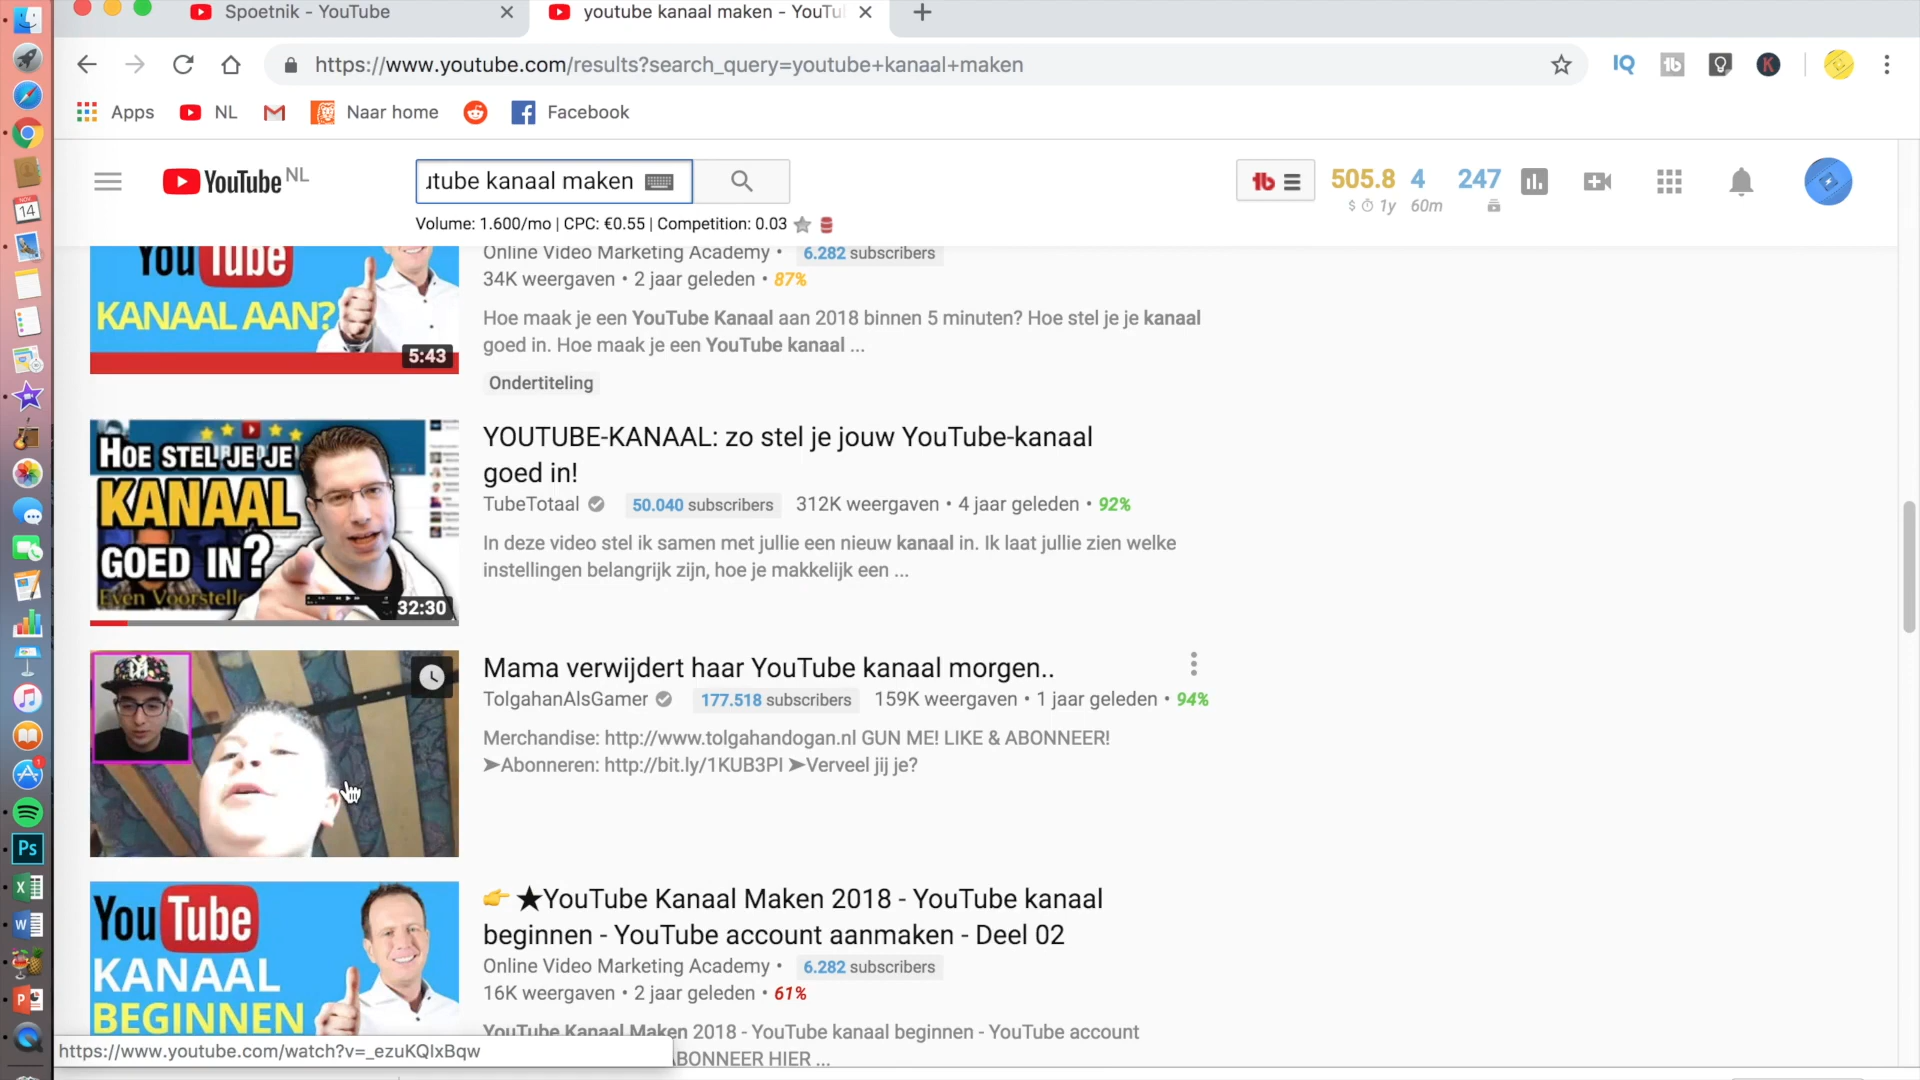 Spoetnik - YouTube
youtube kanaal maken - YouTu
https://www.youtube.com/results?search_query=youtube+kanaal+maken
IQ
K
Apps
NL
Naar home
Facebook
YouTube NL
utube kanaal maken
505.8 4 247
$ 1y 60m
Volume: 1.600/mo | CPC: €0.55 | Competition: 0.03
NOV
14
YouTube
KANAAL AAN?
5:43
Online Video Marketing Academy • 6.282 subscribers
34K weergaven • 2 jaar geleden • 87%
Hoe maak je een YouTube Kanaal aan 2018 binnen 5 minuten? Hoe stel je je kanaal
goed in. Hoe maak je een YouTube kanaal ...
Ondertiteling
HOE STEL JE JE
KANAAL
GOED IN?
Even Voorstelle
32:30
YOUTUBE-KANAAL: zo stel je jouw YouTube-kanaal
goed in!
TubeTotaal 50.040 subscribers 312K weergaven • 4 jaar geleden • 92%
In deze video stel ik samen met jullie een nieuw kanaal in. Ik laat jullie zien welke
instellingen belangrijk zijn, hoe je makkelijk een ...
Mama verwijdert haar YouTube kanaal morgen..
TolgahanAlsGamer 177.518 subscribers 159K weergaven • 1 jaar geleden • 94%
Merchandise: http://www.tolgahandogan.nl GUN ME! LIKE & ABONNEER!
➤Abonneren: http://bit.ly/1KUB3PI ➤Verveel jij je?
YouTube
KANAAL
BEGINNEN
👉 ★YouTube Kanaal Maken 2018 - YouTube kanaal
beginnen - YouTube account aanmaken - Deel 02
Online Video Marketing Academy • 6.282 subscribers
16K weergaven • 2 jaar geleden • 61%
YouTube Kanaal Maken 2018 - YouTube kanaal beginnen - YouTube account
ABONNEER HIER ...
https://www.youtube.com/watch?v=_ezuKQIxBqw
Ps
X
W
P